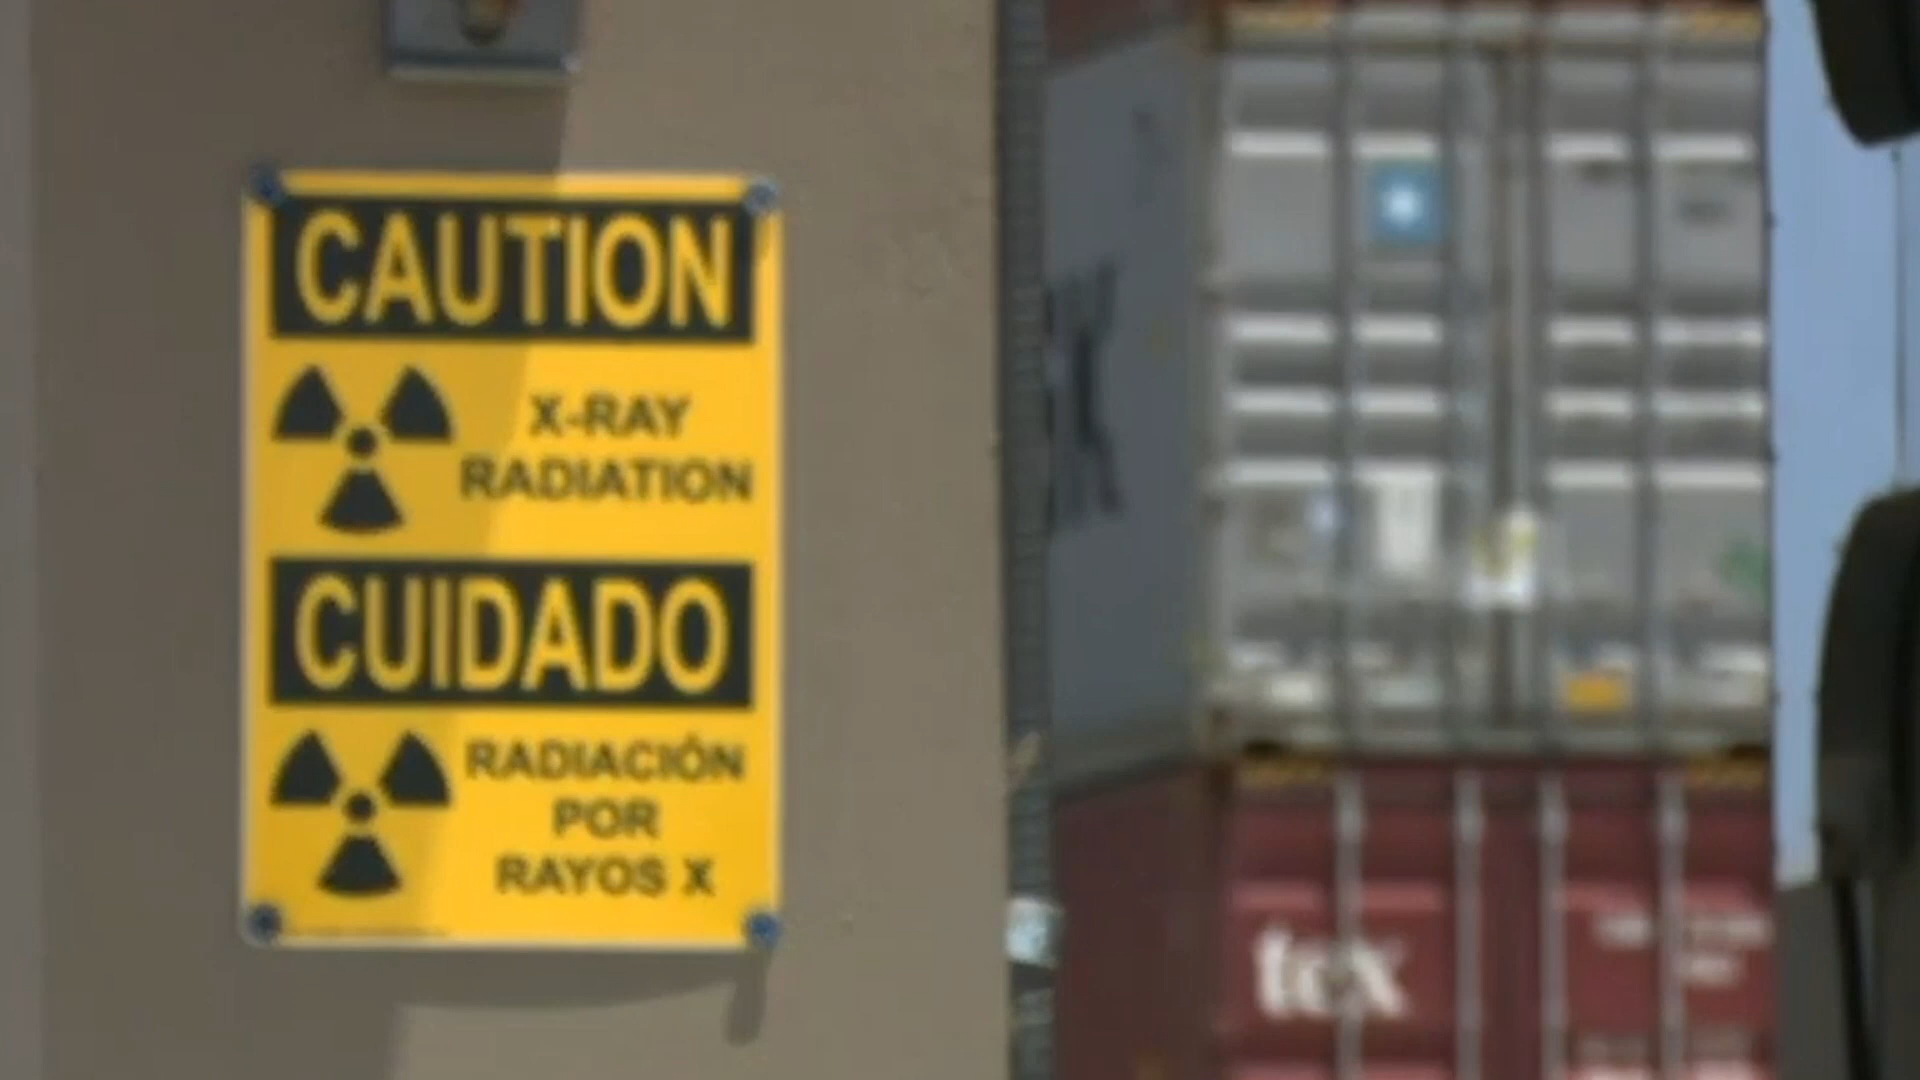 CAUTION
X-RAY
RADIATION
CUIDADO
RADIACIÓN
POR
RAYOS X
tex